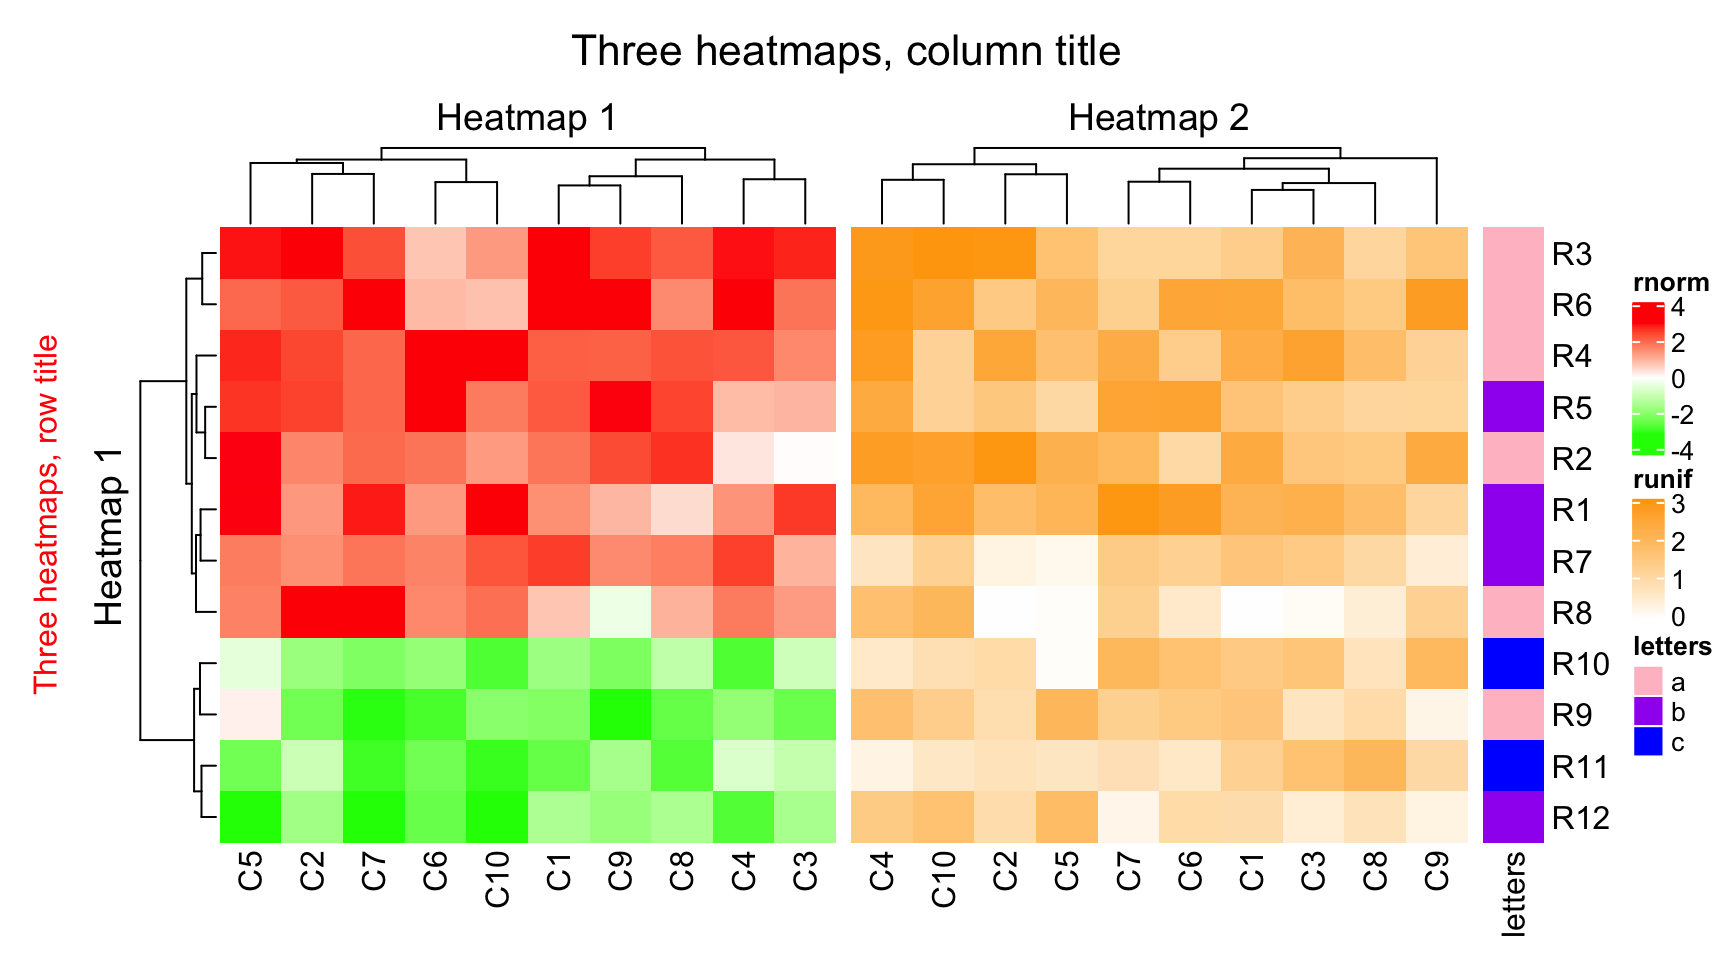 Three heatmaps, column title
Heatmap 1
Heatmap 2
Three heatmaps, row title
Heatmap 1
R3
R6
R4
R5
R2
R1
R7
R8
R10
R9
R11
R12
C5 C2 C7 C6 C10 C1 C9 C8 C4 C3
C4 C10 C2 C5 C7 C6 C1 C3 C8 C9
letters
rnorm
4
2
0
-2
-4
runif
3
2
1
0
letters
a
b
c